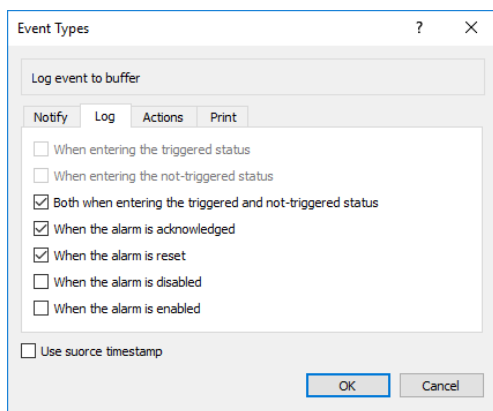 Event Types
Log event to buffer
Notify Log Actions Print
When entering the triggered status
When entering the not-triggered status
Both when entering the triggered and not-triggered status
When the alarm is acknowledged
When the alarm is reset
When the alarm is disabled
When the alarm is enabled
Use suorce timestamp
OK Cancel